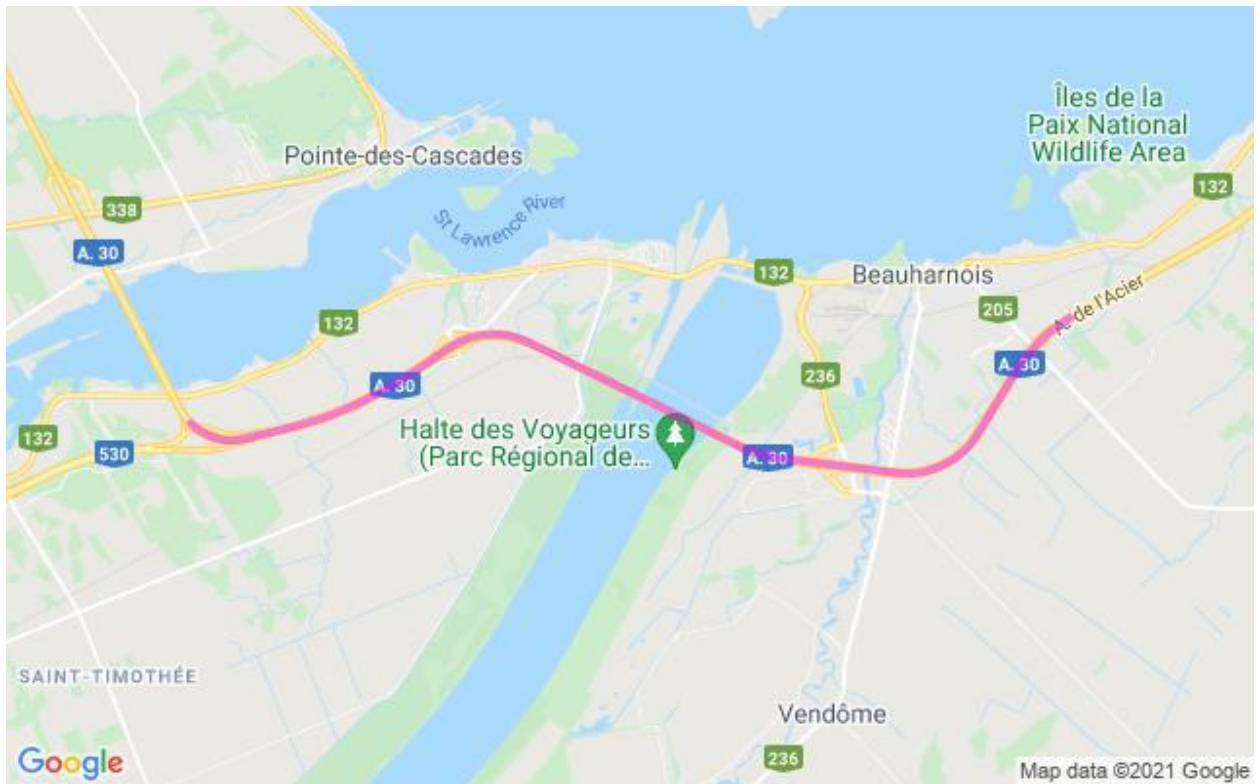 Îles de la
Paix National
Wildlife Area
Pointe-des-Cascades
132
338
St Lawrence River
A. 30
132
Beauharnois
205
A. de l'Acier
132
A. 30
236
A. 30
Halte des Voyageurs
(Parc Régional de...
132
530
A. 30
SAINT-TIMOTHÉE
Vendôme
236
Google
Map data ©2021 Google